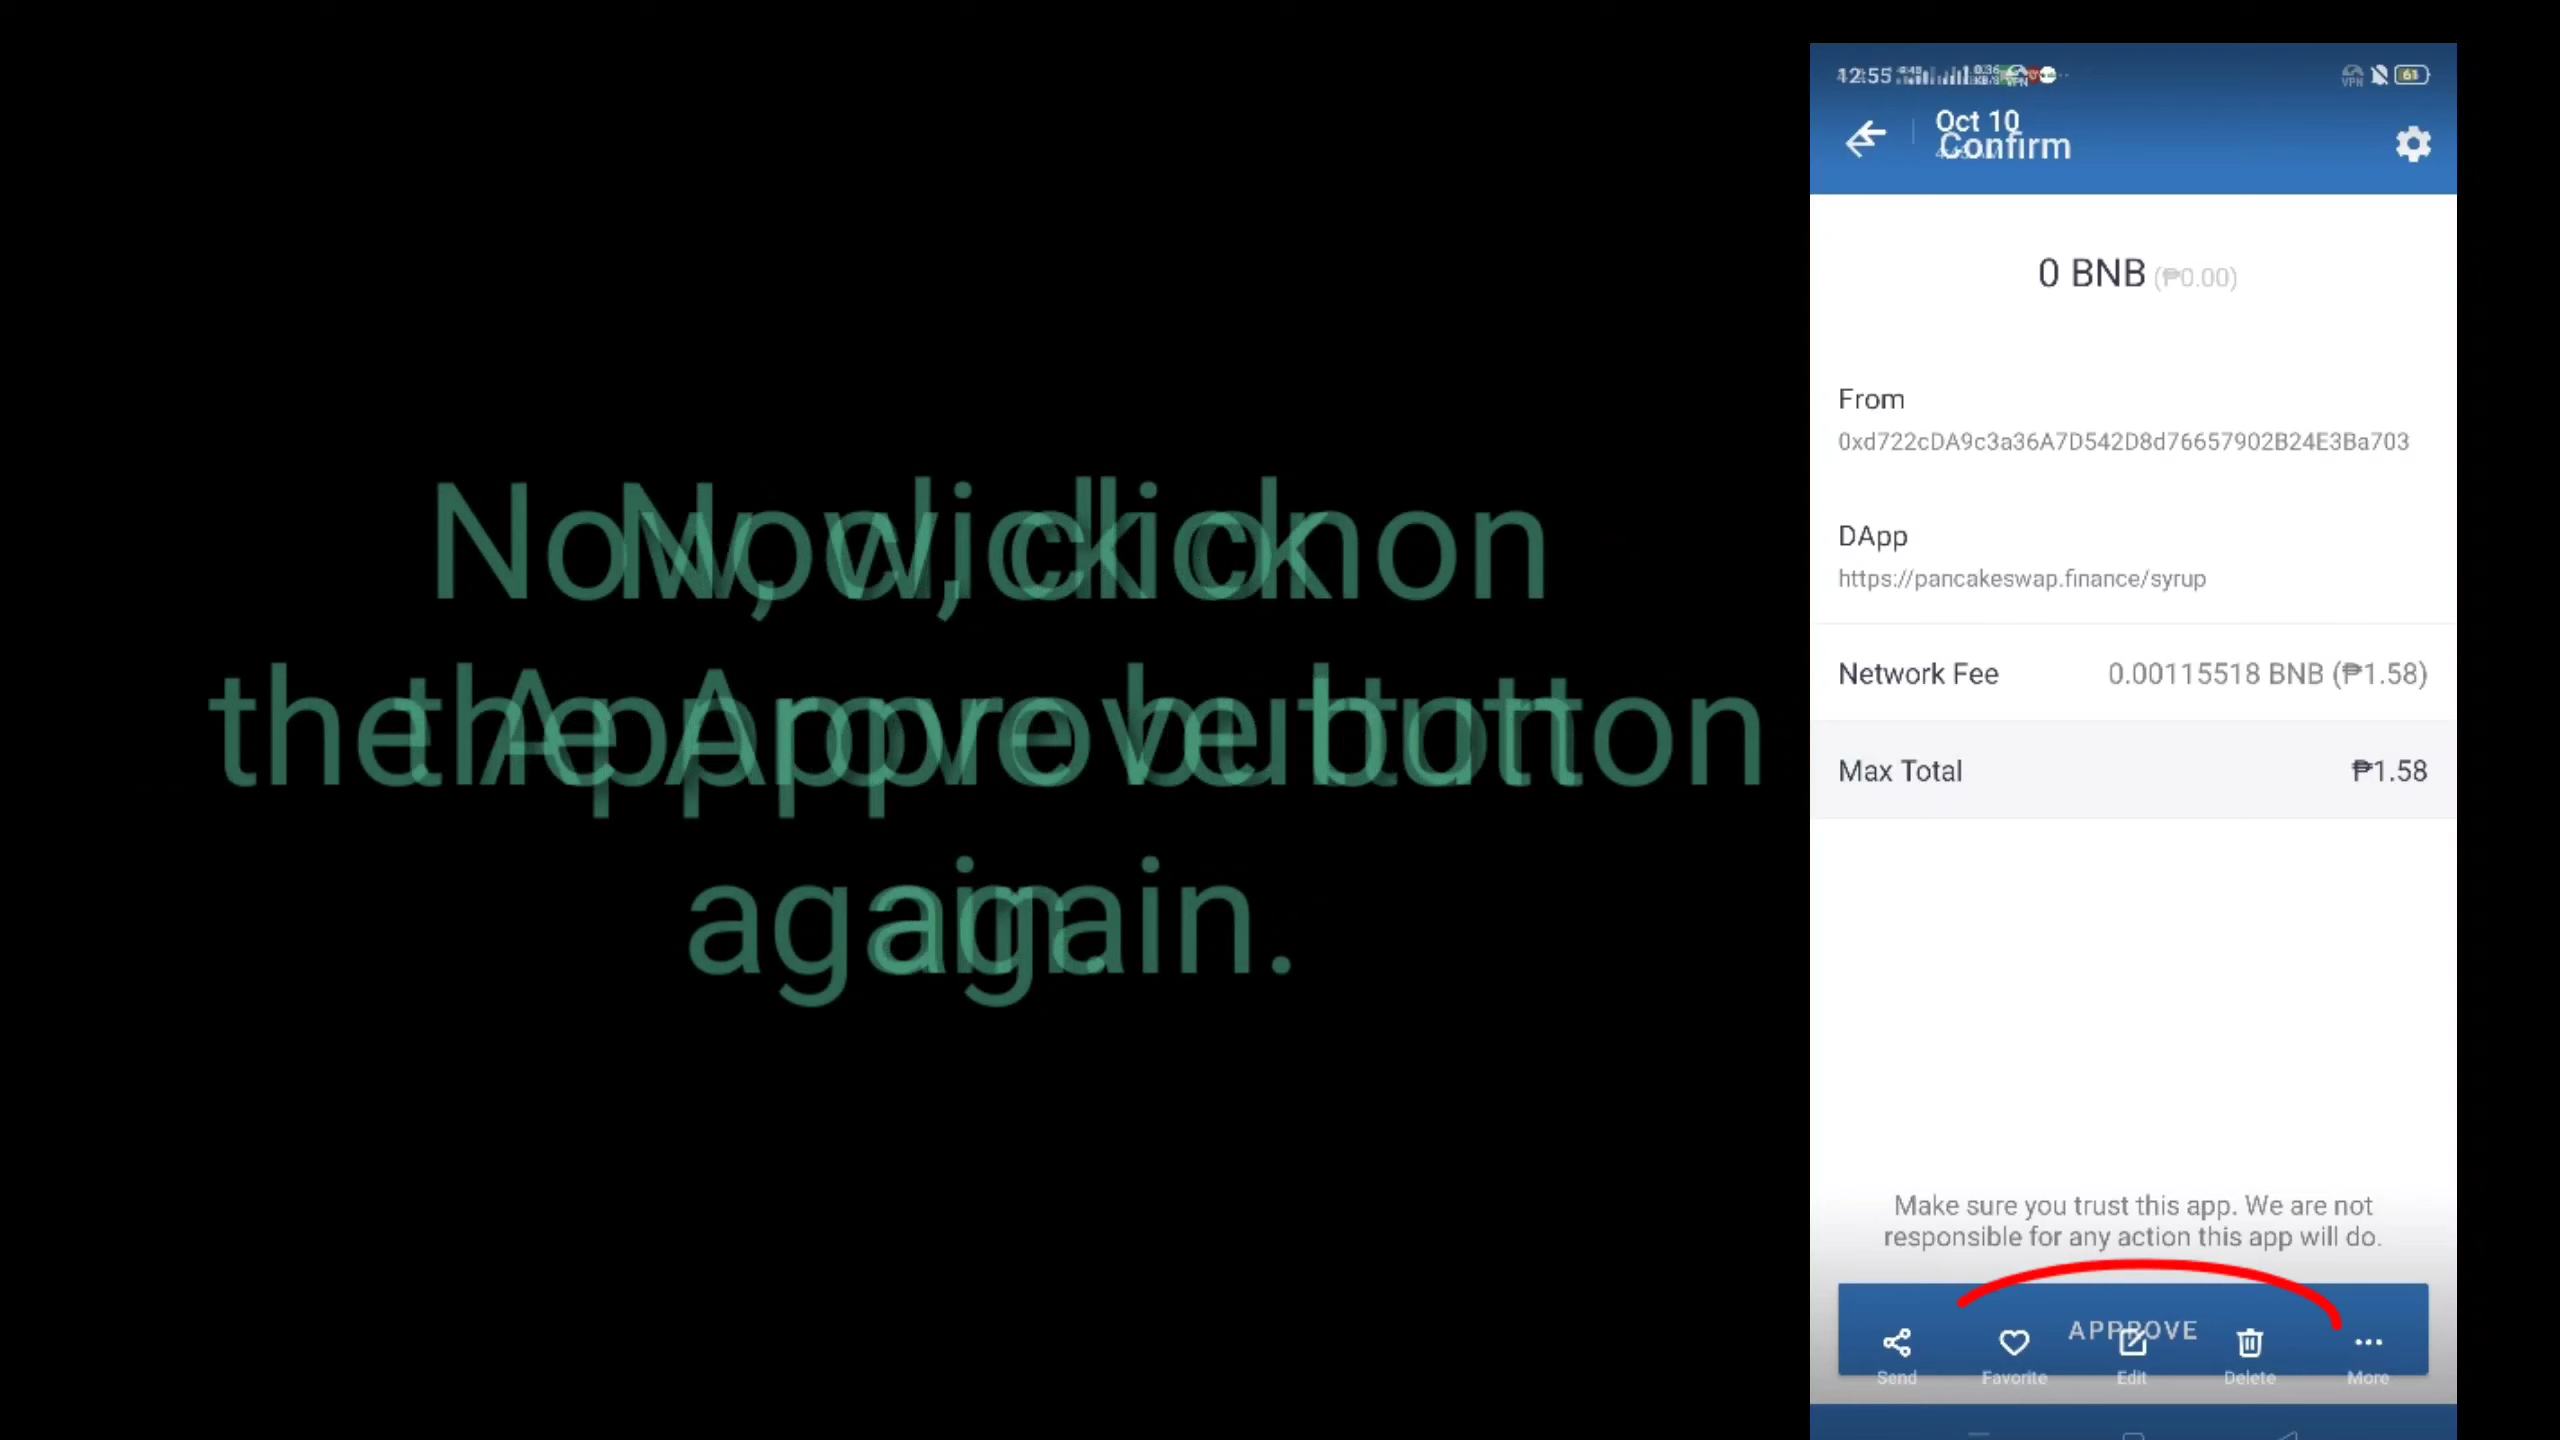 Now, click on
the Approve button
again.
12:55
61
Oct 10
Confirm
0 BNB (₱0.00)
From
0xd722cDA9c3a36A7D542D8d76657902B24E3Ba703
DApp
https://pancakeswap.finance/syrup
Network Fee 0.00115518 BNB (₱1.58)
Max Total ₱1.58
Make sure you trust this app. We are not
responsible for any action this app will do.
APPROVE
Send Favorite Edit Delete More